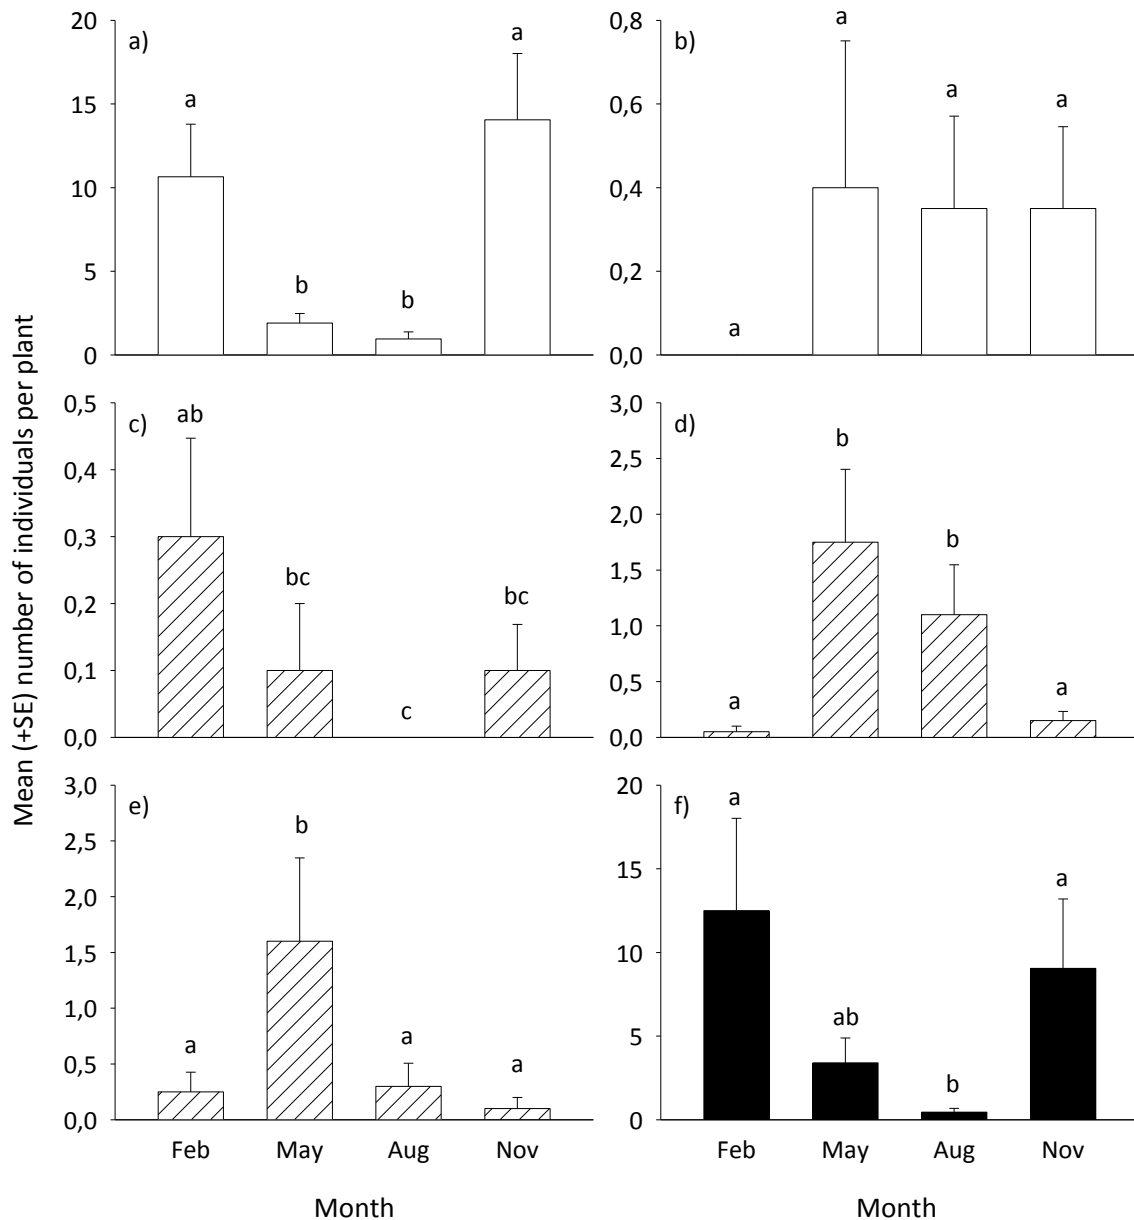 Mean (+SE) number of individuals per plant
a)
20
15
10
5
0
a
b
b
a
b)
0,8
0,6
0,4
0,2
0,0
a
a
a
a
c)
0,5
0,4
0,3
0,2
0,1
0,0
ab
bc
c
bc
d)
3,0
2,5
2,0
1,5
1,0
0,5
0,0
a
b
b
a
e)
3,0
2,5
2,0
1,5
1,0
0,5
0,0
a
b
a
a
Feb May Aug Nov
Month
f)
20
15
10
5
0
a
ab
b
a
Feb May Aug Nov
Month